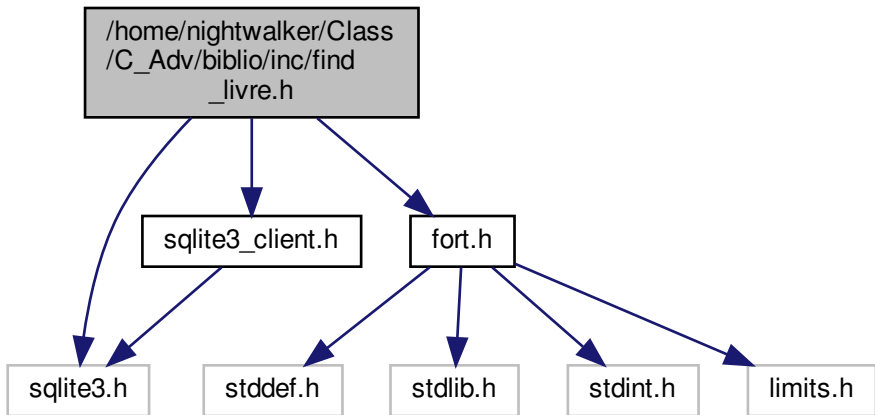 /home/nightwalker/Class
/C_Adv/biblio/inc/find
_livre.h
sqlite3_client.h
fort.h
sqlite3.h
stddef.h
stdlib.h
stdint.h
limits.h